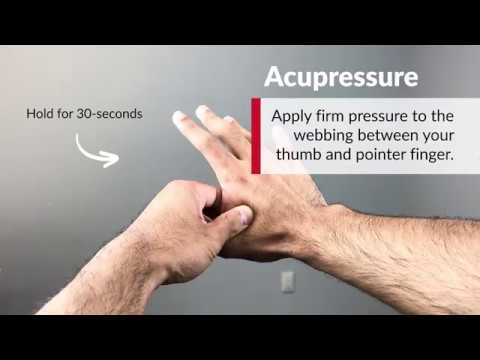 Acupressure
Hold for 30-seconds
Apply firm pressure to the
webbing between your
thumb and pointer finger.